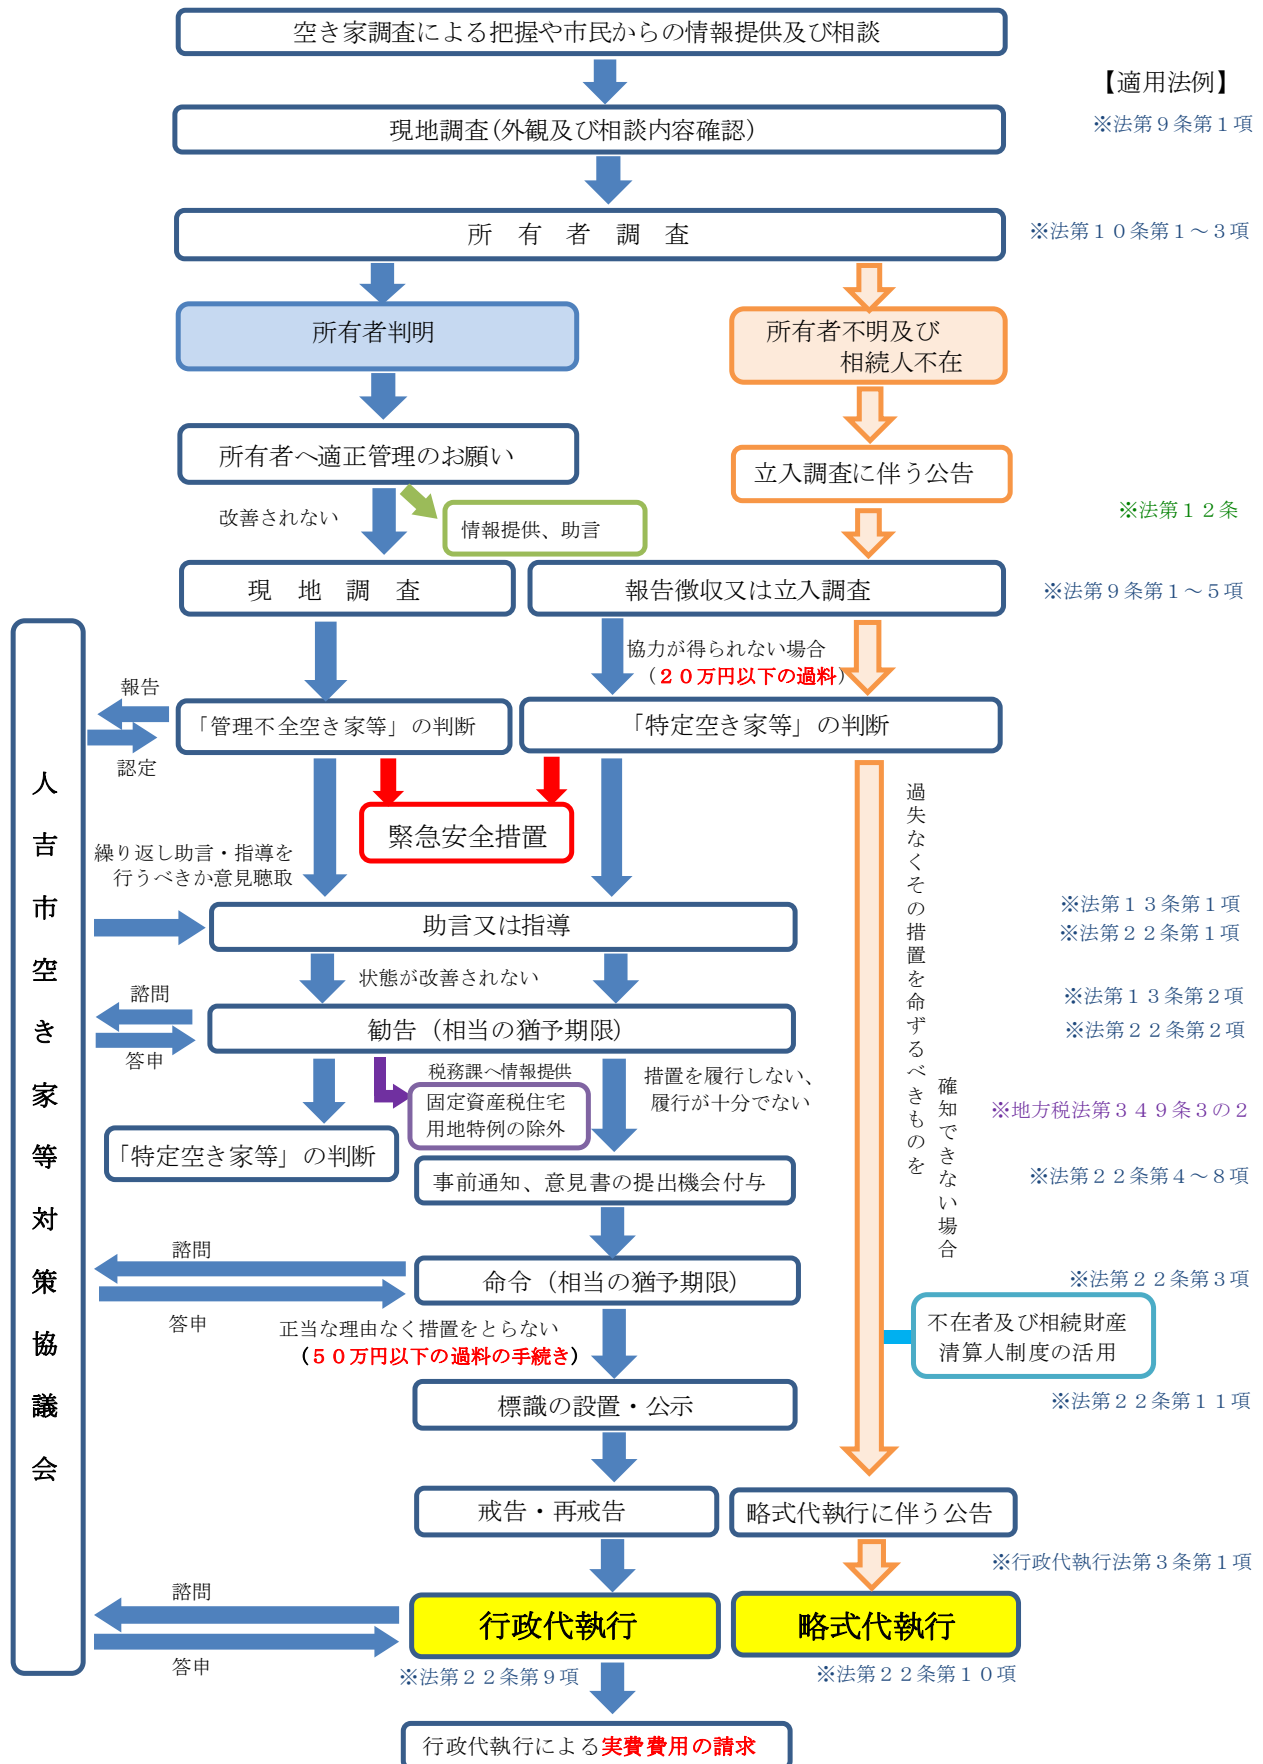 空き家調査による把握や市民からの情報提供及び相談
【適用法例】
現地調査(外観及び相談内容確認)
※法第９条第１項
所　有　者　調　査
※法第１０条第１～３項
所有者判明
所有者不明及び
相続人不在
所有者へ適正管理のお願い
立入調査に伴う公告
改善されない
情報提供、助言
※法第１２条
現　地　調　査
報告徴収又は立入調査
※法第９条第１～５項
協力が得られない場合
（２０万円以下の過料）
報告
認定
「管理不全空き家等」の判断
「特定空き家等」の判断
緊急安全措置
過失なくその措置を命ずるべきものを
確知できない場合
繰り返し助言・指導を
行うべきか意見聴取
人吉市空き家等対策協議会
助言又は指導
※法第１３条第１項
※法第２２条第１項
状態が改善されない
諮問
答申
勧告（相当の猶予期限）
※法第１３条第２項
※法第２２条第２項
税務課へ情報提供
固定資産税住宅
用地特例の除外
措置を履行しない、
履行が十分でない
※地方税法第３４９条３の２
「特定空き家等」の判断
事前通知、意見書の提出機会付与
※法第２２条第４～８項
諮問
答申
命令（相当の猶予期限）
※法第２２条第３項
正当な理由なく措置をとらない
（５０万円以下の過料の手続き）
不在者及び相続財産
清算人制度の活用
標識の設置・公示
※法第２２条第１１項
戒告・再戒告
略式代執行に伴う公告
※行政代執行法第３条第１項
諮問
答申
行政代執行
略式代執行
※法第２２条第９項
※法第２２条第１０項
行政代執行による実費費用の請求